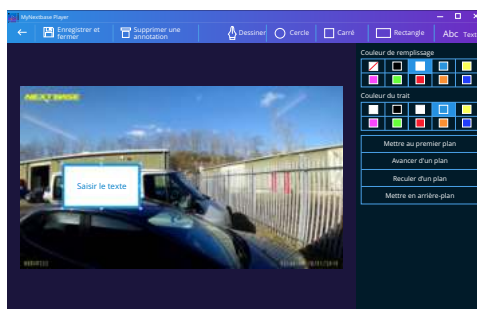 MyNextbase Player
Enregistrer et fermer
Supprimer une annotation
Dessiner
Cercle
Carré
Rectangle
Abc Text
Couleur de remplissage
Couleur du trait
Mettre au premier plan
Avancer d'un plan
Reculer d'un plan
Mettre en arrière-plan
NEXTBASE
Saisir le texte